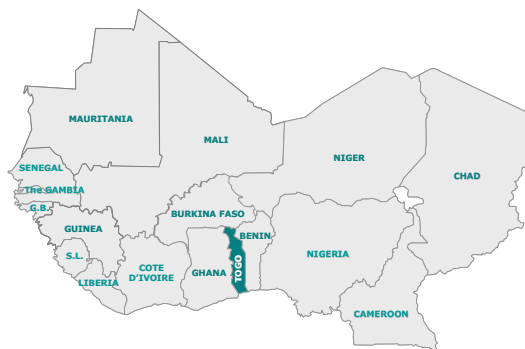 MAURITANIA
MALI
NIGER
CHAD
SENEGAL
The GAMBIA
G.B.
BURKINA FASO
GUINEA
BENIN
S.L.
COTE
D'IVOIRE
GHANA
TOGO
NIGERIA
LIBERIA
CAMEROON